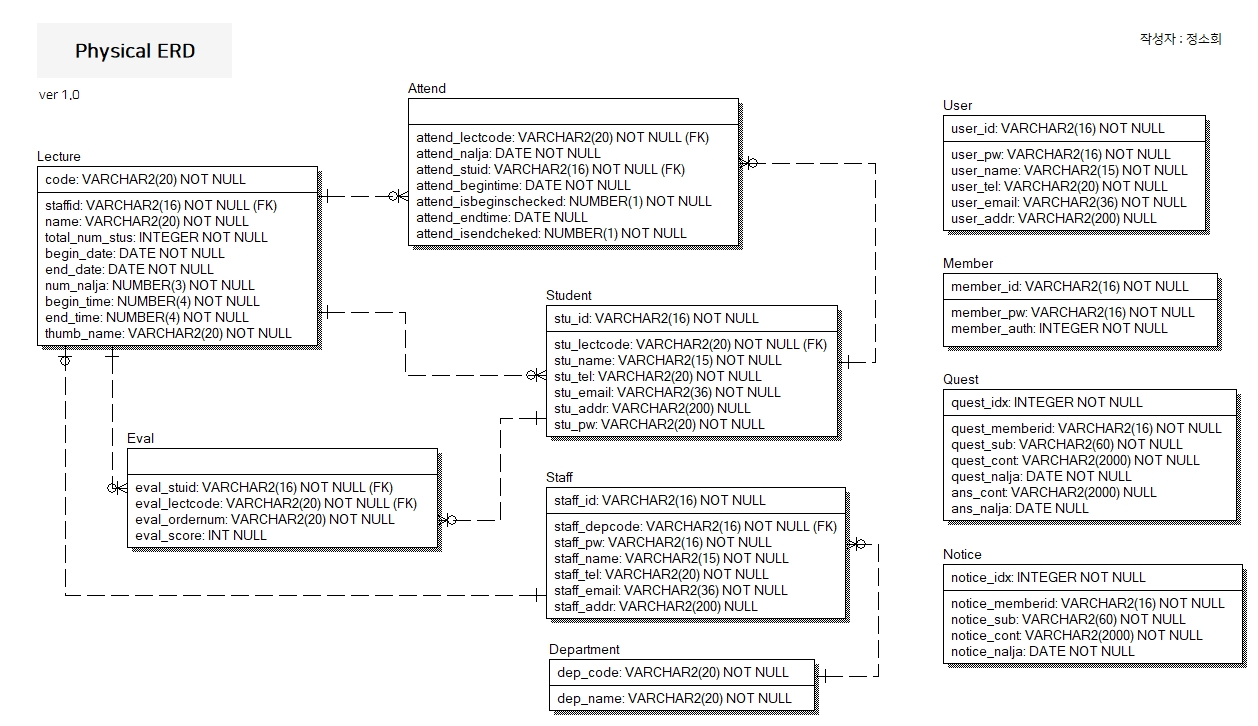 Physical ERD
작성자 : 정소희
ver 1.0
Attend
attend_lectcode: VARCHAR2(20) NOT NULL (FK)
attend_nalja: DATE NOT NULL
attend_stuid: VARCHAR2(16) NOT NULL (FK)
attend_begintime: DATE NOT NULL
attend_isbeginschecked: NUMBER(1) NOT NULL
attend_endtime: DATE NULL
attend_isendcheked: NUMBER(1) NOT NULL
Lecture
code: VARCHAR2(20) NOT NULL
staffid: VARCHAR2(16) NOT NULL (FK)
name: VARCHAR2(20) NOT NULL
total_num_stus: INTEGER NOT NULL
begin_date: DATE NOT NULL
end_date: DATE NOT NULL
num_nalja: NUMBER(3) NOT NULL
begin_time: NUMBER(4) NOT NULL
end_time: NUMBER(4) NOT NULL
thumb_name: VARCHAR2(20) NOT NULL
Student
stu_id: VARCHAR2(16) NOT NULL
stu_lectcode: VARCHAR2(20) NOT NULL (FK)
stu_name: VARCHAR2(15) NOT NULL
stu_tel: VARCHAR2(20) NOT NULL
stu_email: VARCHAR2(36) NOT NULL
stu_addr: VARCHAR2(200) NULL
stu_pw: VARCHAR2(20) NOT NULL
Eval
eval_stuid: VARCHAR2(16) NOT NULL (FK)
eval_lectcode: VARCHAR2(20) NOT NULL (FK)
eval_ordernum: VARCHAR2(20) NOT NULL
eval_score: INT NULL
Staff
staff_id: VARCHAR2(16) NOT NULL
staff_depcode: VARCHAR2(16) NOT NULL (FK)
staff_pw: VARCHAR2(16) NOT NULL
staff_name: VARCHAR2(15) NOT NULL
staff_tel: VARCHAR2(20) NOT NULL
staff_email: VARCHAR2(36) NOT NULL
staff_addr: VARCHAR2(200) NULL
Department
dep_code: VARCHAR2(20) NOT NULL
dep_name: VARCHAR2(20) NOT NULL
User
user_id: VARCHAR2(16) NOT NULL
user_pw: VARCHAR2(16) NOT NULL
user_name: VARCHAR2(15) NOT NULL
user_tel: VARCHAR2(20) NOT NULL
user_email: VARCHAR2(36) NOT NULL
user_addr: VARCHAR2(200) NULL
Member
member_id: VARCHAR2(16) NOT NULL
member_pw: VARCHAR2(16) NOT NULL
member_auth: INTEGER NOT NULL
Quest
quest_idx: INTEGER NOT NULL
quest_memberid: VARCHAR2(16) NOT NULL
quest_sub: VARCHAR2(60) NOT NULL
quest_cont: VARCHAR2(2000) NOT NULL
quest_nalja: DATE NOT NULL
ans_cont: VARCHAR2(2000) NULL
ans_nalja: DATE NULL
Notice
notice_idx: INTEGER NOT NULL
notice_memberid: VARCHAR2(16) NOT NULL
notice_sub: VARCHAR2(60) NOT NULL
notice_cont: VARCHAR2(2000) NOT NULL
notice_nalja: DATE NOT NULL